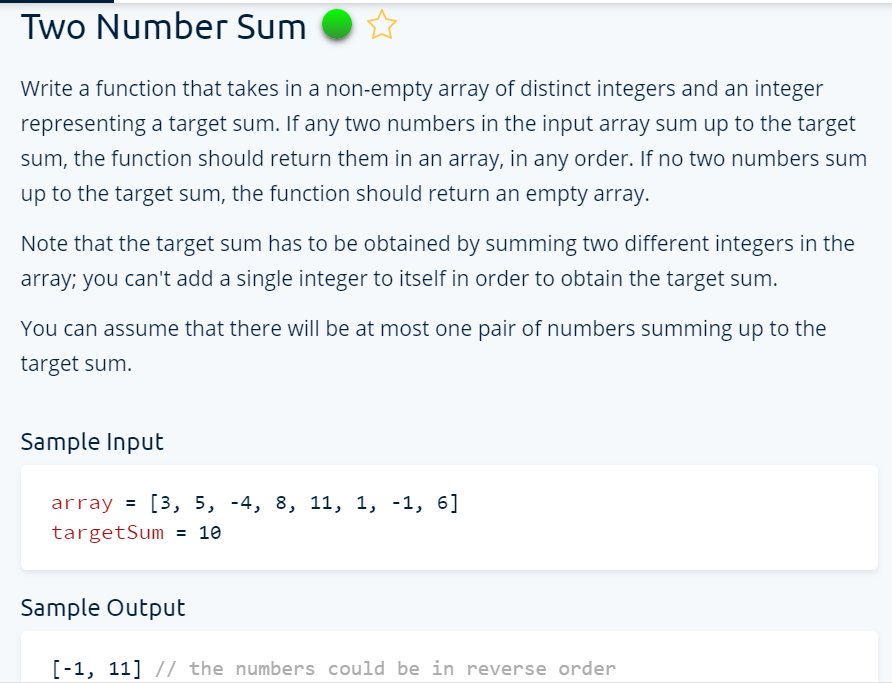 Two Number Sum
Write a function that takes in a non-empty array of distinct integers and an integer
representing a target sum. If any two numbers in the input array sum up to the target
sum, the function should return them in an array, in any order. If no two numbers sum
up to the target sum, the function should return an empty array.
Note that the target sum has to be obtained by summing two different integers in the
array; you can't add a single integer to itself in order to obtain the target sum.
You can assume that there will be at most one pair of numbers summing up to the
target sum.
Sample Input
array = [3, 5, -4, 8, 11, 1, -1, 6]
targetSum = 10
Sample Output
[-1, 11] // the numbers could be in reverse order